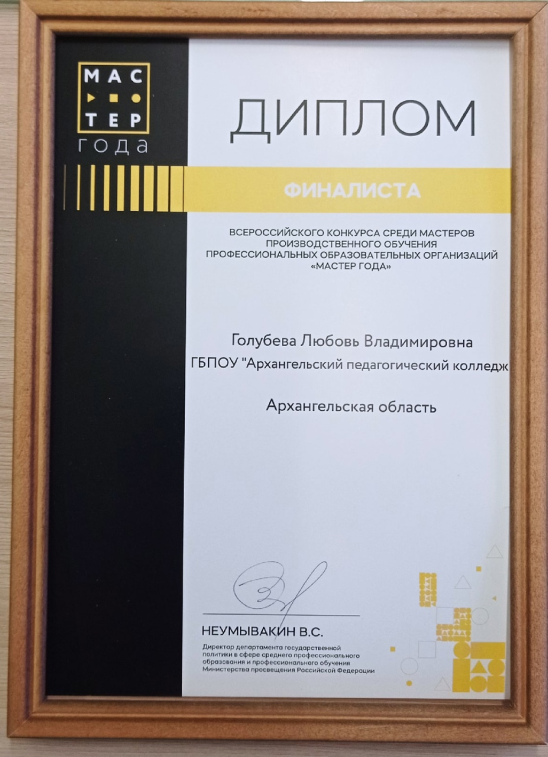 МАС
ТЕР
года
ДИПЛОМ
ФИНАЛИСТА
ВСЕРОССИЙСКОГО КОНКУРСА СРЕДИ МАСТЕРОВ
ПРОИЗВОДСТВЕННОГО ОБУЧЕНИЯ
ПРОФЕССИОНАЛЬНЫХ ОБРАЗОВАТЕЛЬНЫХ ОРГАНИЗАЦИЙ
«МАСТЕР ГОДА»
Голубева Любовь Владимировна
ГБПОУ "Архангельский педагогический колледж
Архангельская область
НЕУМЫВАКИН В.С.
Директор департамента государственной
политики в сфере среднего профессионального
образования и профессионального обучения
Министерства просвещения Российской Федерации